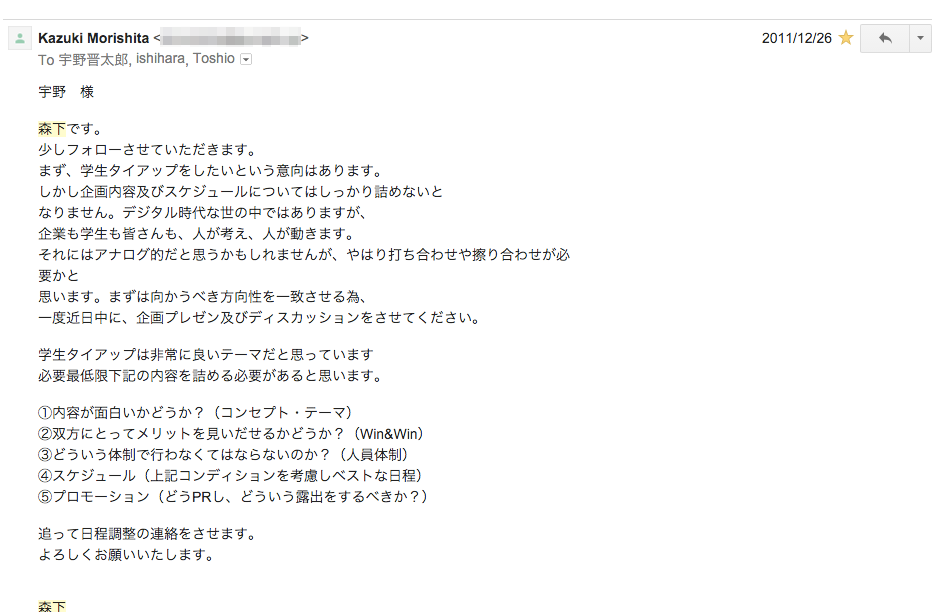 Kazuki Morishita < >
2011/12/26
To 宇野晋太郎, ishihara, Toshio
宇野　様
森下です。
少しフォローさせていただきます。
まず、学生タイアップをしたいという意向はあります。
しかし企画内容及びスケジュールについてはしっかり詰めないと
なりません。デジタル時代な世の中ではありますが、
企業も学生も皆さんも、人が考え、人が動きます。
それにはアナログ的だと思うかもしれませんが、やはり打ち合わせや擦り合わせが必
要かと
思います。まずは向かうべき方向性を一致させる為、
一度近日中に、企画プレゼン及びディスカッションをさせてください。
学生タイアップは非常に良いテーマだと思っています
必要最低限下記の内容を詰める必要があると思います。
①内容が面白いかどうか？（コンセプト・テーマ）
②双方にとってメリットを見いだせるかどうか？（Win&Win）
③どういう体制で行わなくてはならないのか？（人員体制）
④スケジュール（上記コンディションを考慮しベストな日程）
⑤プロモーション（どうPRし、どういう露出をするべきか？）
追って日程調整の連絡をさせます。
よろしくお願いいたします。
森下